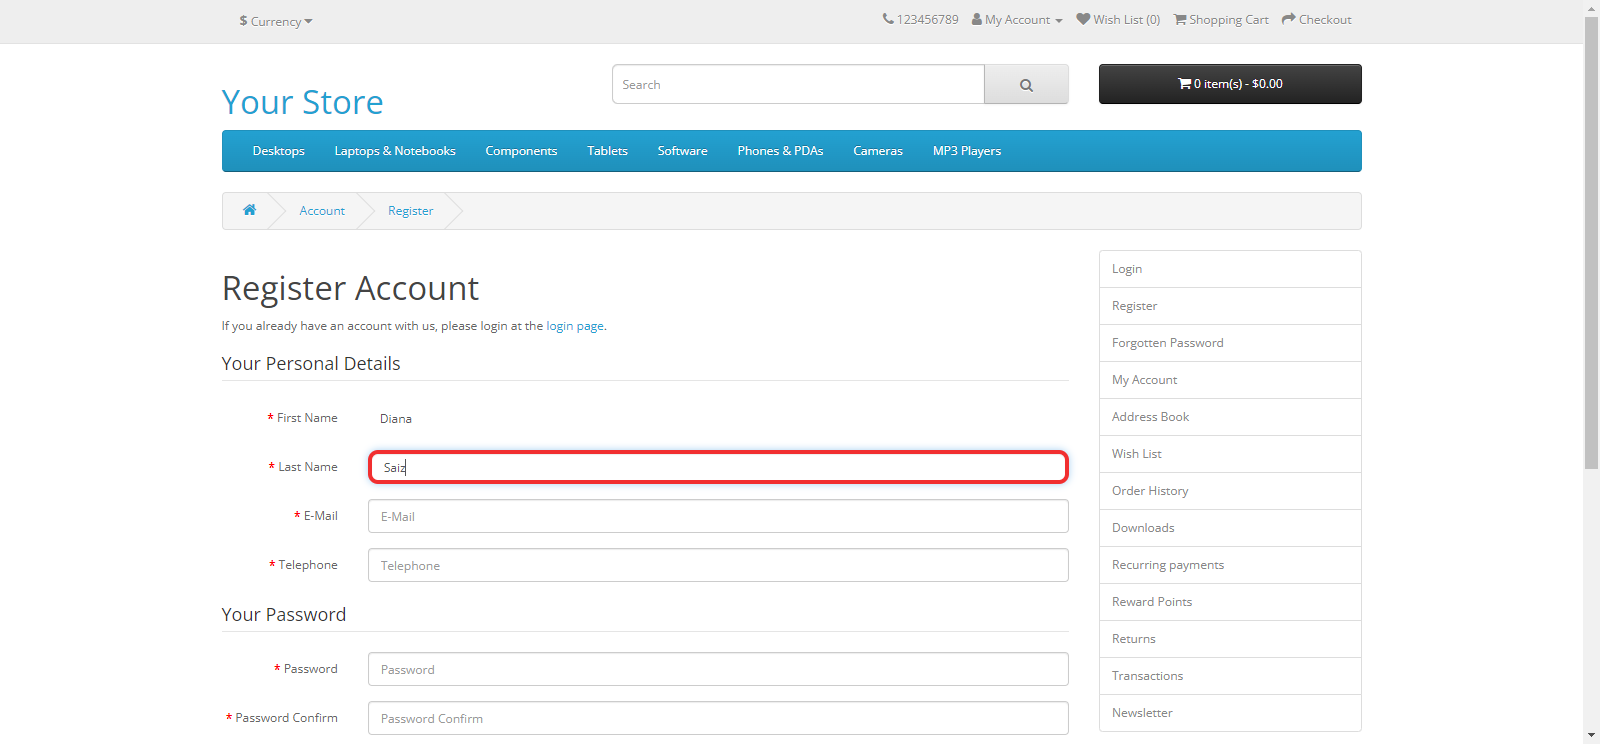 $ Currency
123456789 My Account Wish List (0) Shopping Cart Checkout
Your Store
Search
0 item(s) - $0.00
Desktops Laptops & Notebooks Components Tablets Software Phones & PDAs Cameras MP3 Players
Account Register
Register Account
If you already have an account with us, please login at the login page.
Your Personal Details
* First Name Diana
* Last Name Saiz
* E-Mail E-Mail
* Telephone Telephone
Your Password
* Password Password
* Password Confirm Password Confirm
Login
Register
Forgotten Password
My Account
Address Book
Wish List
Order History
Downloads
Recurring payments
Reward Points
Returns
Transactions
Newsletter